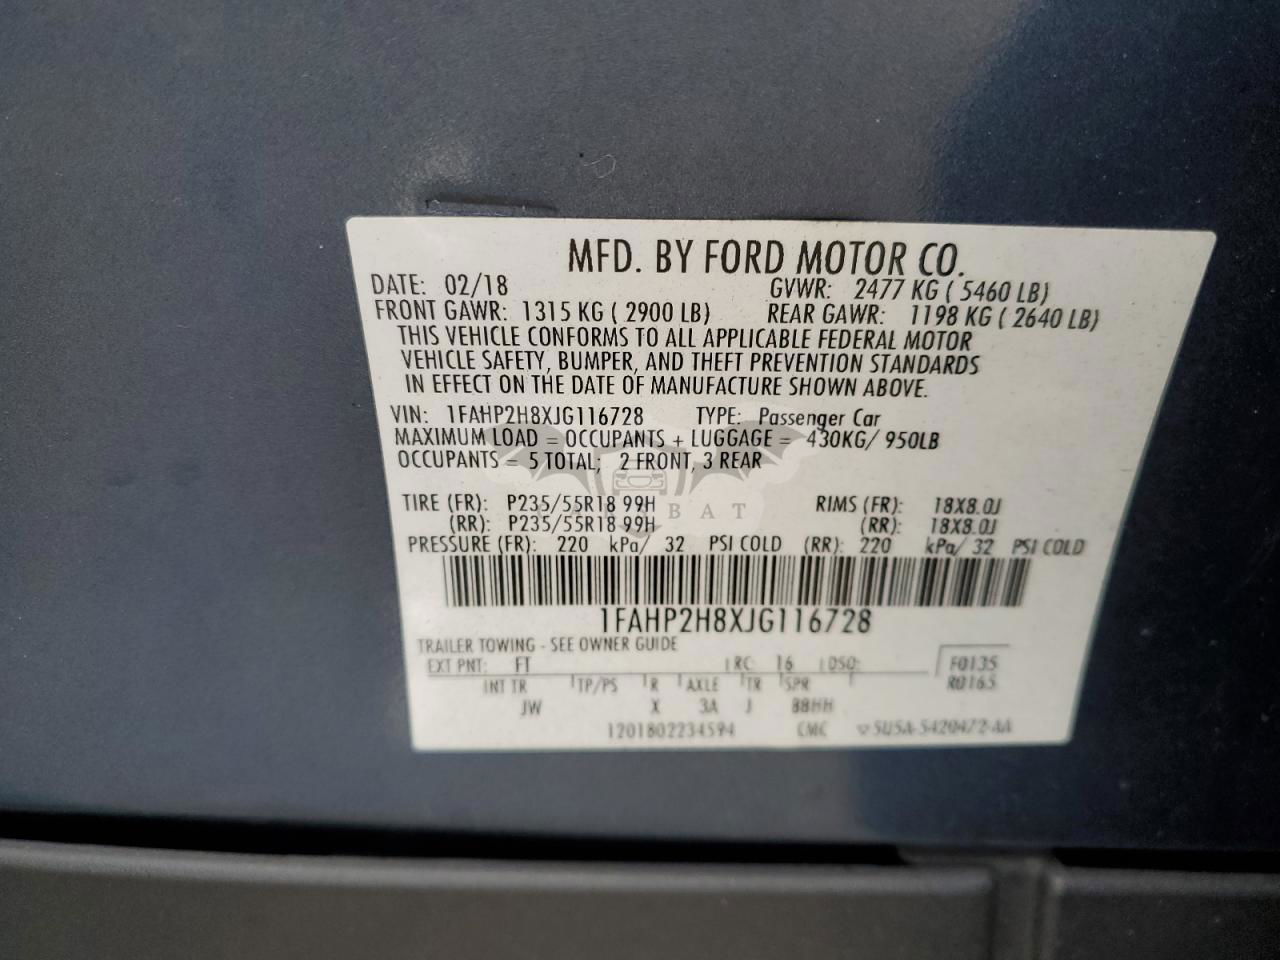 MFD. BY FORD MOTOR CO.
DATE: 02/18 GVWR: 2477 KG ( 5460 LB)
FRONT GAWR: 1315 KG ( 2900 LB) REAR GAWR: 1198 KG ( 2640 LB)
THIS VEHICLE CONFORMS TO ALL APPLICABLE FEDERAL MOTOR
VEHICLE SAFETY, BUMPER, AND THEFT PREVENTION STANDARDS
IN EFFECT ON THE DATE OF MANUFACTURE SHOWN ABOVE.
VIN: 1FAHP2H8XJG116728 TYPE: Passenger Car
MAXIMUM LOAD = OCCUPANTS + LUGGAGE = 430KG/ 950LB
OCCUPANTS = 5 TOTAL; 2 FRONT, 3 REAR
TIRE (FR): P235/55R18 99H RIMS (FR): 18X8.0J
(RR): P235/55R18 99H (RR): 18X8.0J
PRESSURE (FR): 220 kPa/ 32 PSI COLD (RR): 220 kPa/ 32 PSI COLD
1FAHP2H8XJG116728
TRAILER TOWING - SEE OWNER GUIDE
EXT PNT: FT RC: 16 DSO: F0135
INT TR TP/PS R AXLE TR SPR R0165
JW X 3A J BBHH
1201802234594 CMC 5U5A-5420472-AA